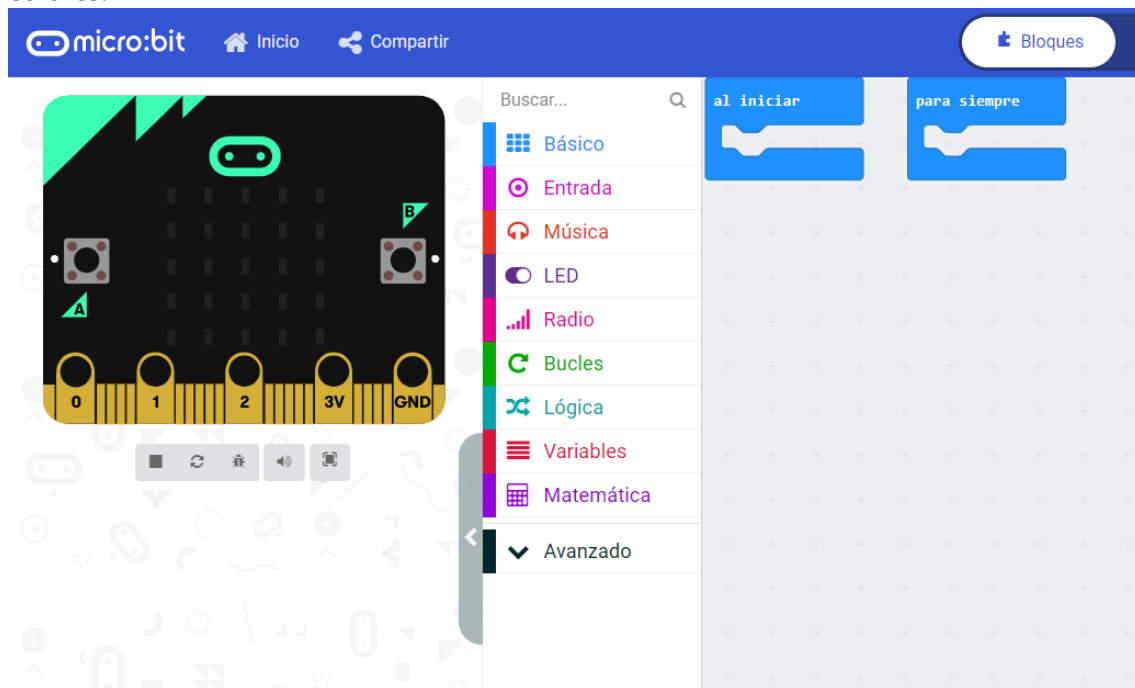 micro:bit Inicio Compartir Bloques
Buscar...
al iniciar para siempre
Básico
Entrada
Música
B
LED
A
Radio
Bucles
0 1 2 3V GND
Lógica
Variables
Matemática
Avanzado